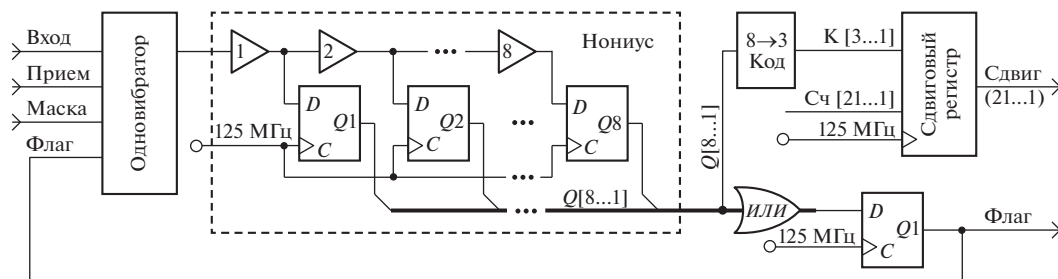 Вход
Прием
Маска
Флаг
Одновибратор
1
2
...
8
Нониус
D
Q1
C
D
Q2
C
...
D
Q8
C
125 МГц
...
Q[8...1]
...
Q[8...1]
8→3
Код
K [3...1]
Сч [21...1]
125 МГц
Сдвиговый
регистр
Сдвиг
(21...1)
ИЛИ
125 МГц
D
Q1
C
Флаг